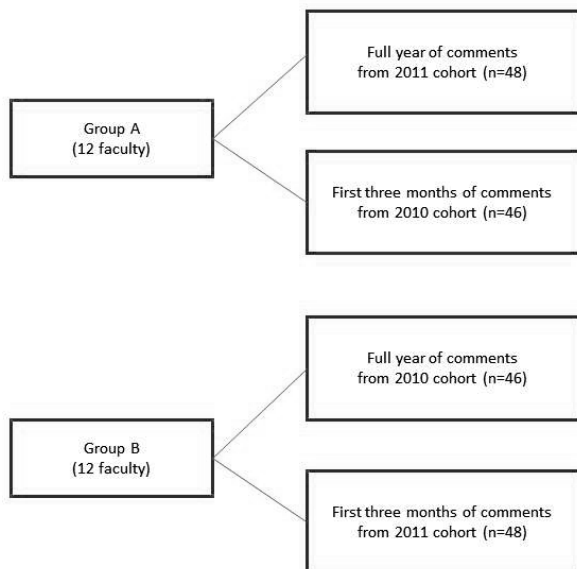 Full year of comments
from 2011 cohort (n=48)
Group A
(12 faculty)
First three months of comments
from 2010 cohort (n=46)
Full year of comments
from 2010 cohort (n=46)
Group B
(12 faculty)
First three months of comments
from 2011 cohort (n=48)